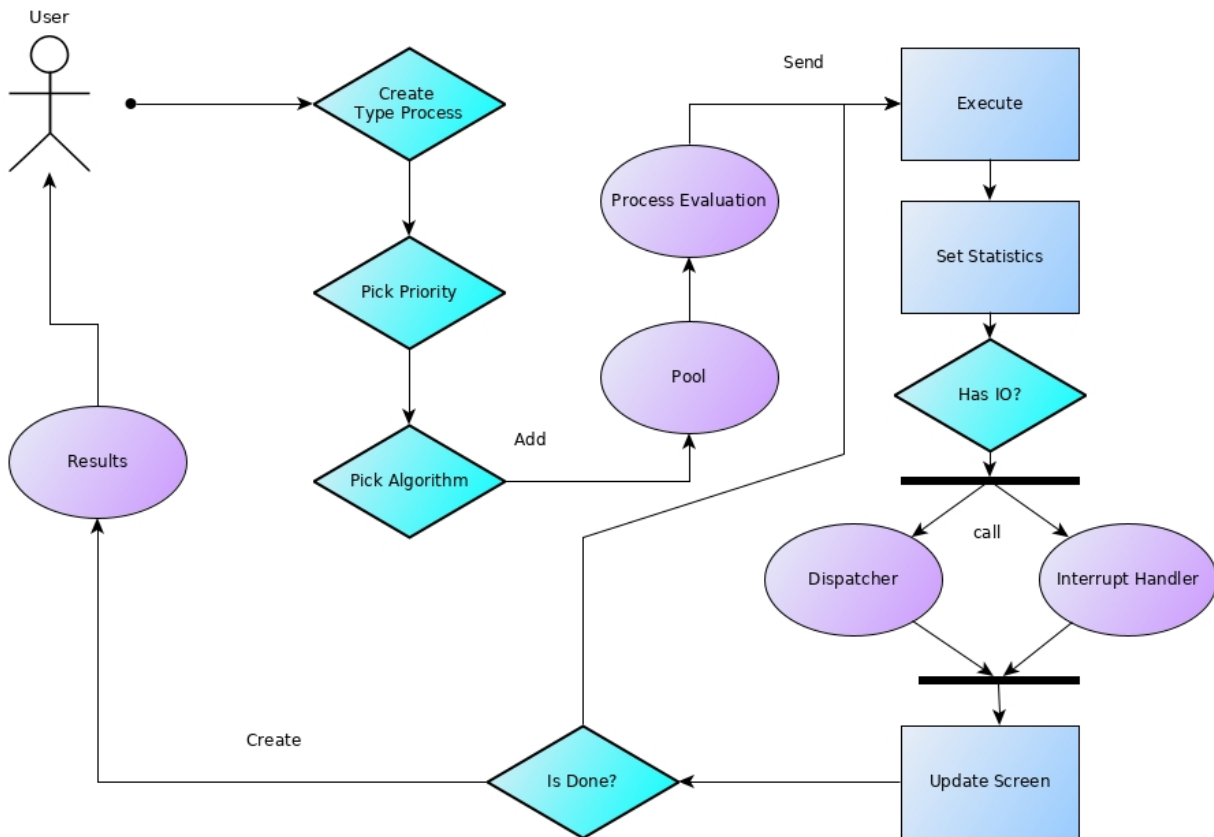 User
Send
Create
Type Process
Execute
Process Evaluation
Set Statistics
Pick Priority
Pool
Has IO?
Add
Results
Pick Algorithm
call
Dispatcher
Interrupt Handler
Create
Is Done?
Update Screen